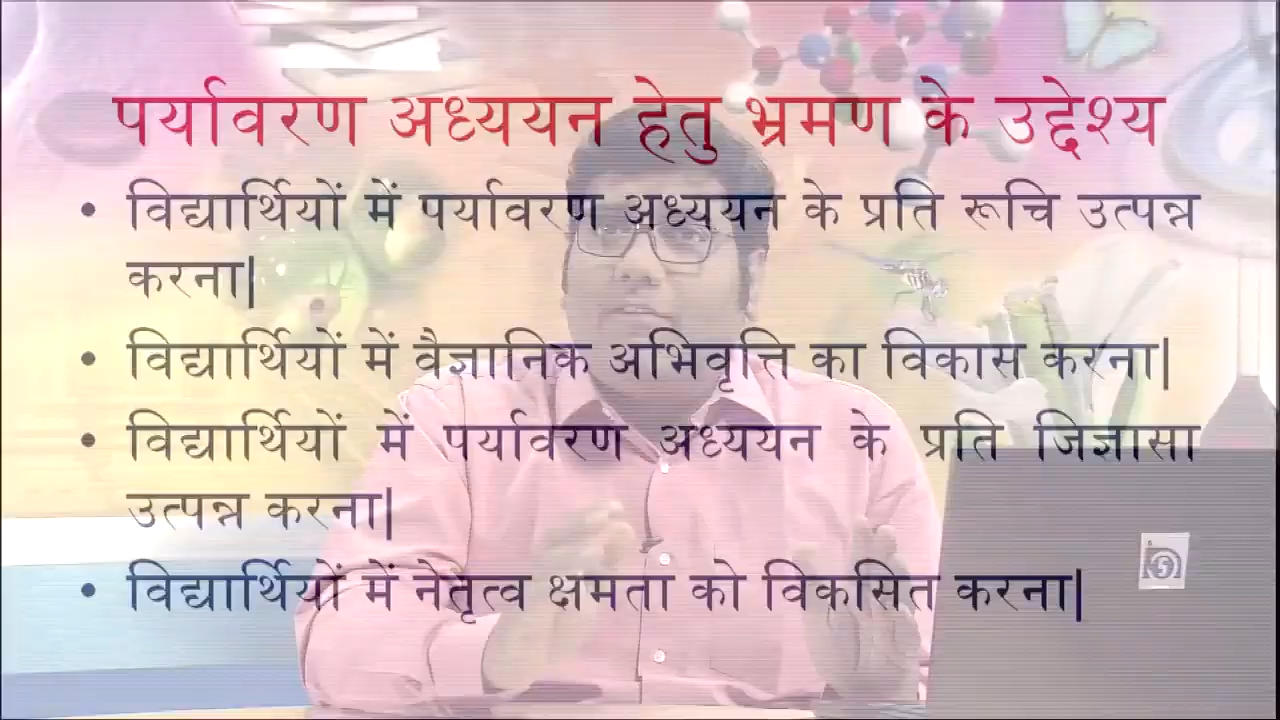 पर्यावरण अध्ययन हेतु भ्रमण के उद्देश्य
• विद्यार्थियों में पर्यावरण अध्ययन के प्रति रूचि उत्पन्न
करना|
• विद्यार्थियों में वैज्ञानिक अभिवृत्ति का विकास करना|
• विद्यार्थियों में पर्यावरण अध्ययन के प्रति जिज्ञासा
उत्पन्न करना|
• विद्यार्थियों में नेतृत्व क्षमता को विकसित करना|